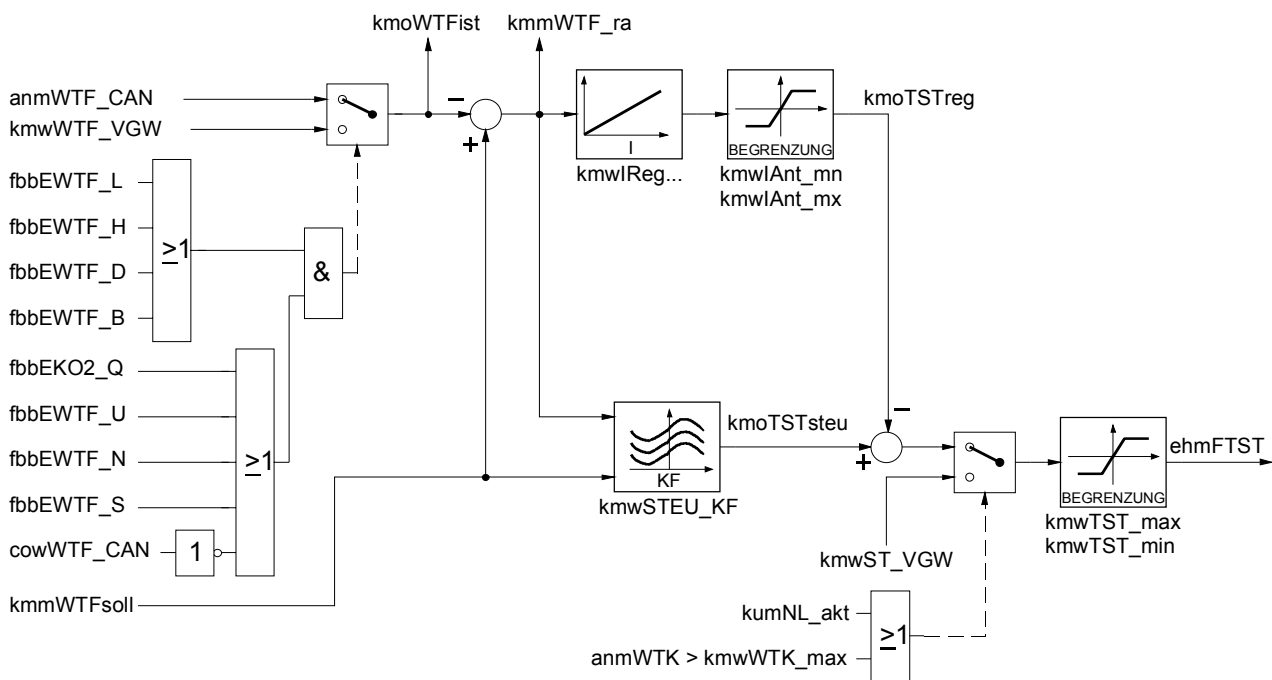 kmoWTFist
kmmWTF_ra
anmWTF_CAN
kmwWTF_VGW
−
+
I
kmwIReg...
BEGRENZUNG
kmwIAnt_mn
kmwIAnt_mx
kmoTSTreg
fbbEWTF_L
fbbEWTF_H
fbbEWTF_D
fbbEWTF_B
≥1
&
fbbEKO2_Q
fbbEWTF_U
fbbEWTF_N
fbbEWTF_S
cowWTF_CAN
1
≥1
kmmWTFsoll
KF
kmwSTEU_KF
kmoTSTsteu
−
+
kmwST_VGW
BEGRENZUNG
kmwTST_max
kmwTST_min
ehmFTST
kumNL_akt
anmWTK > kmwWTK_max
≥1